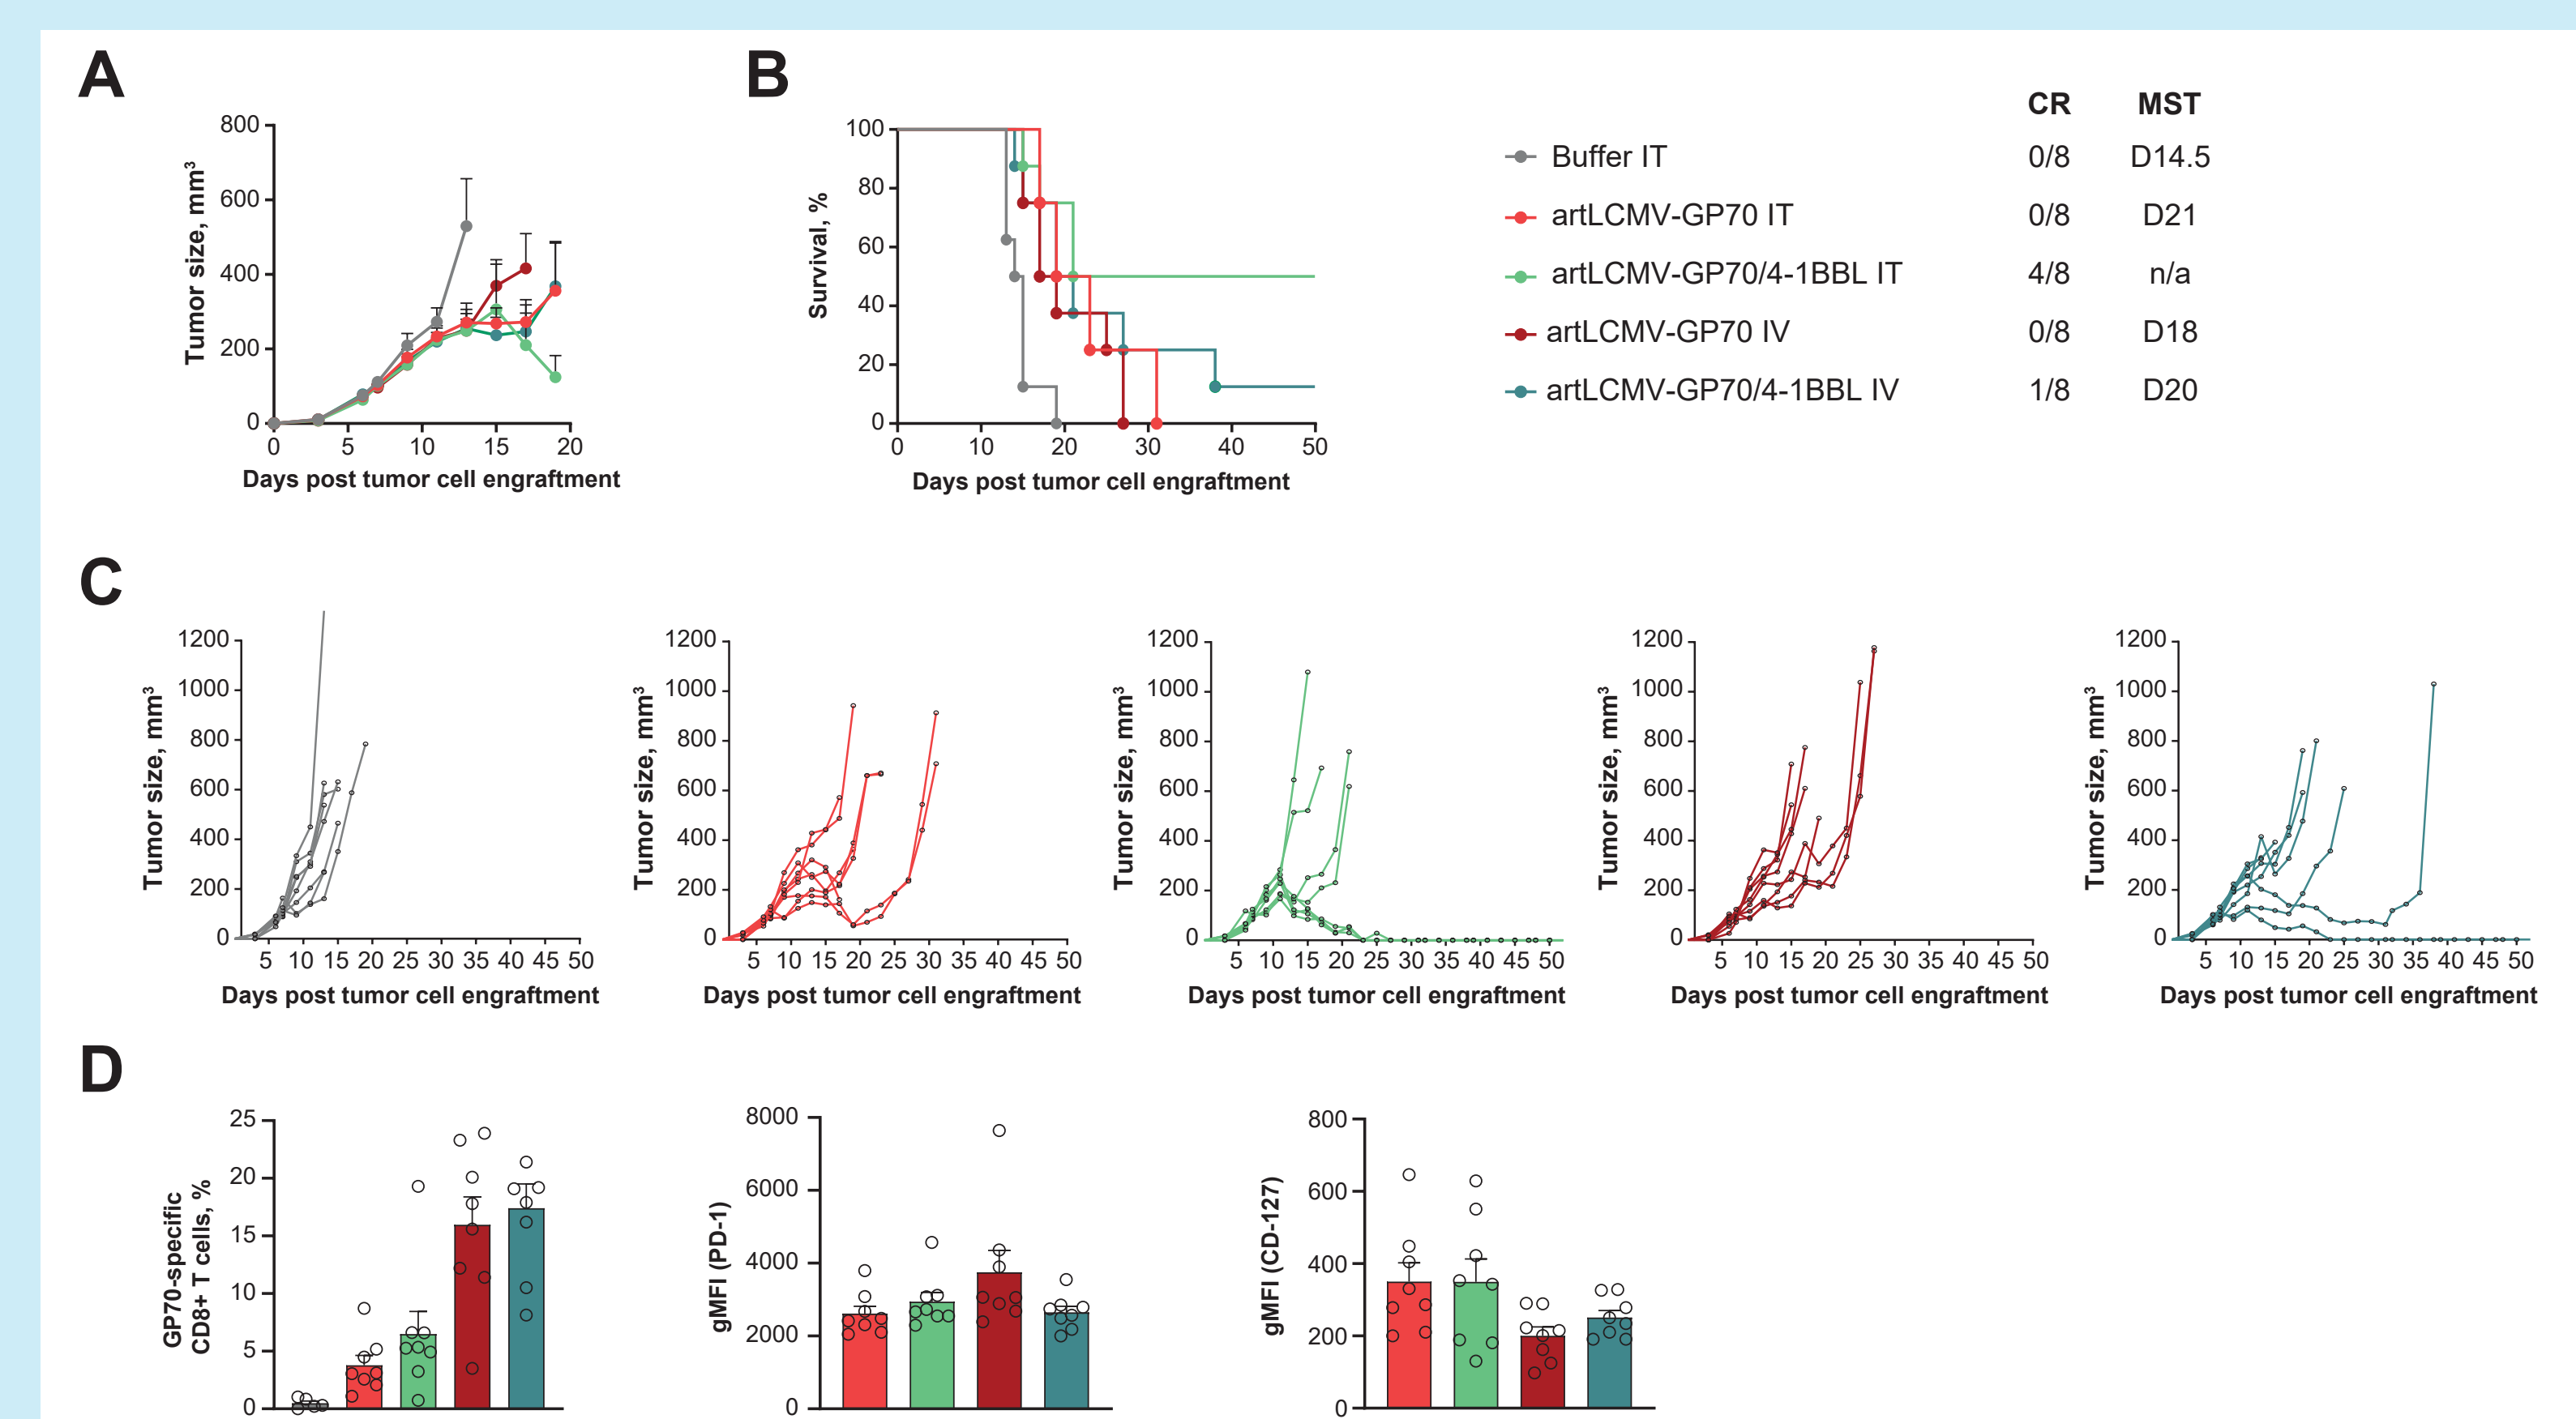 A
800
600
400
200
0
0 5 10 15 20
Tumor size, mm³
Days post tumor cell engraftment
B
100
80
60
40
20
0
0 10 20 30 40 50
Survival, %
Days post tumor cell engraftment
CR MST
Buffer IT 0/8 D14.5
artLCMV-GP70 IT 0/8 D21
artLCMV-GP70/4-1BBL IT 4/8 n/a
artLCMV-GP70 IV 0/8 D18
artLCMV-GP70/4-1BBL IV 1/8 D20
C
1200
1000
800
600
400
200
0
5 10 15 20 25 30 35 40 45 50
Tumor size, mm³
Days post tumor cell engraftment
1200
1000
800
600
400
200
0
5 10 15 20 25 30 35 40 45 50
Tumor size, mm³
Days post tumor cell engraftment
1200
1000
800
600
400
200
0
5 10 15 20 25 30 35 40 45 50
Tumor size, mm³
Days post tumor cell engraftment
1200
1000
800
600
400
200
0
5 10 15 20 25 30 35 40 45 50
Tumor size, mm³
Days post tumor cell engraftment
1200
1000
800
600
400
200
0
5 10 15 20 25 30 35 40 45 50
Tumor size, mm³
Days post tumor cell engraftment
D
25
20
15
10
5
0
GP70-specific
CD8+ T cells, %
8000
6000
4000
2000
0
gMFI (PD-1)
800
600
400
200
0
gMFI (CD-127)